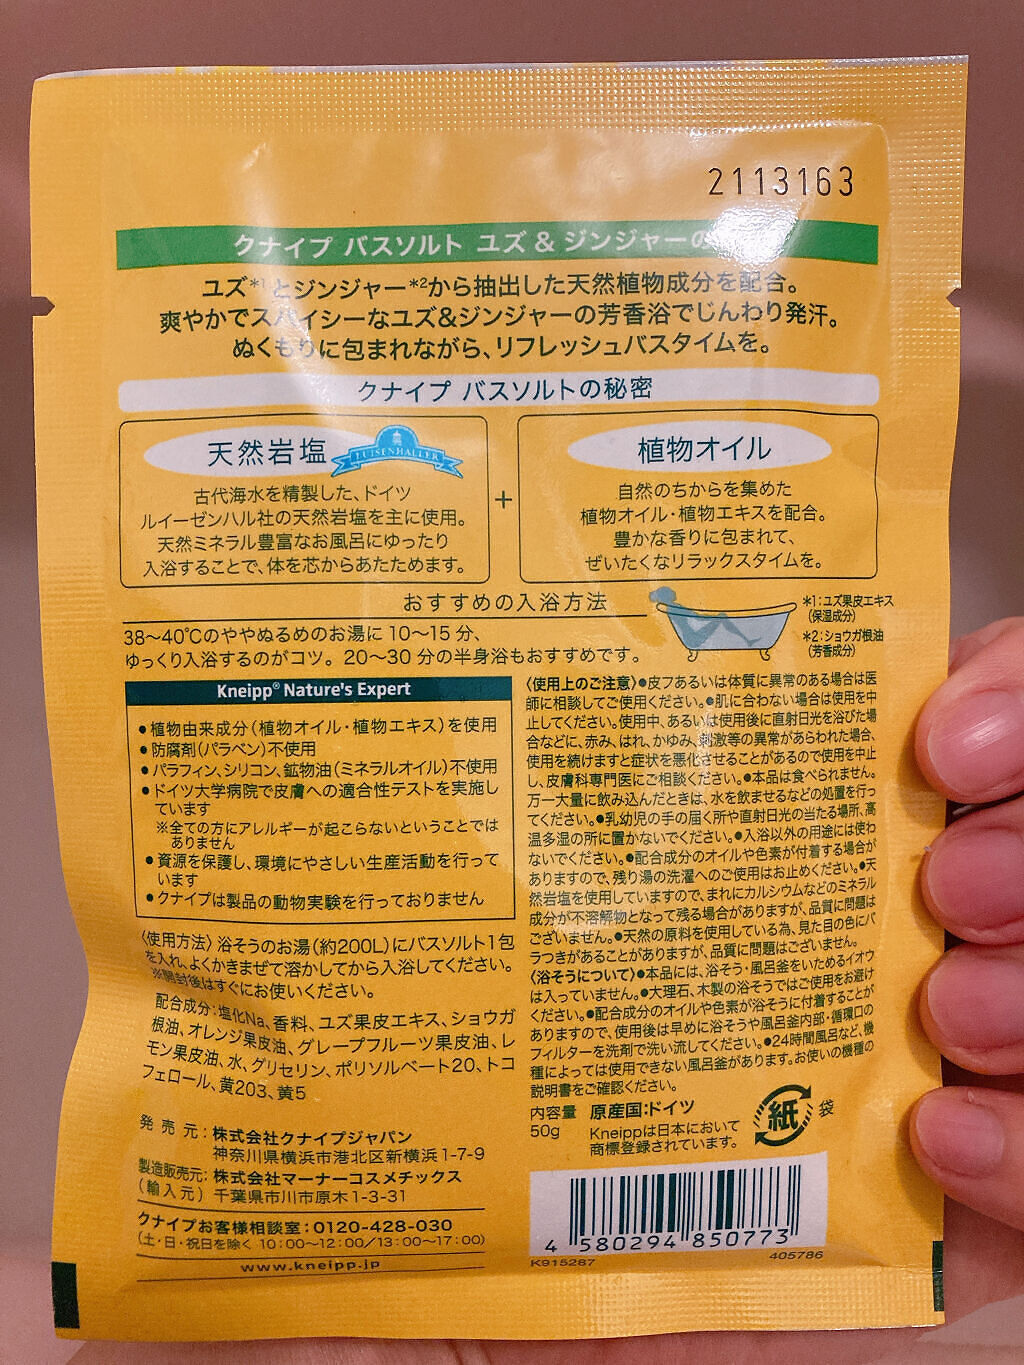 2113163
クナイプ バスソルト ユズ & ジンジャーの
ユズ*1とジンジャー*2から抽出した天然植物成分を配合。
爽やかでスパイシーなユズ&ジンジャーの芳香浴でじんわり発汗。
ぬくもりに包まれながら、リフレッシュバスタイムを。
クナイプ バスソルトの秘密
天然岩塩
LUISENHALLER
古代海水を精製した、ドイツ
ルイーゼンハル社の天然岩塩を主に使用。
天然ミネラル豊富なお風呂にゆったり
入浴することで、体を芯からあたためます。
+
植物オイル
自然のちからを集めた
植物オイル・植物エキスを配合。
豊かな香りに包まれて、
ぜいたくなリラックスタイムを。
おすすめの入浴方法
38〜40℃のややぬるめのお湯に 10〜15 分、
ゆっくり入浴するのがコツ。20〜30 分の半身浴もおすすめです。
*1:ユズ果皮エキス
(保湿成分)
*2:ショウガ根油
(芳香成分)
Kneipp® Nature's Expert
●植物由来成分(植物オイル・植物エキス)を使用
●防腐剤(パラベン)不使用
●パラフィン、シリコン、鉱物油(ミネラルオイル)不使用
●ドイツ大学病院で皮膚への適合性テストを実施し
ています
※全ての方にアレルギーが起こらないということでは
ありません
●資源を保護し、環境にやさしい生産活動を行って
います
●クナイプは製品の動物実験を行っておりません
〈使用方法〉浴そうのお湯(約200L)にバスソルト1包
を入れ、よくかきまぜて溶かしてから入浴してください。
※開封後はすぐにお使いください。
配合成分:塩化Na、香料、ユズ果皮エキス、ショウガ
根油、オレンジ果皮油、グレープフルーツ果皮油、レ
モン果皮油、水、グリセリン、ポリソルベート20、トコ
フェロール、黄203、黄5
発売元:株式会社クナイプジャパン
神奈川県横浜市港北区新横浜1-7-9
製造販売元:株式会社マーナーコスメチックス
(輸入元) 千葉県市川市原木1-3-31
クナイプお客様相談室:0120-428-030
(土・日・祝日を除く 10:00〜12:00/13:00〜17:00)
www.kneipp.jp
〈使用上のご注意〉●皮フあるいは体質に異常のある場合は医
師に相談してご使用ください。●肌に合わない場合は使用を中
止してください。使用中、あるいは使用後に直射日光を浴びた場
合などに、赤み、はれ、かゆみ、刺激等の異常があらわれた場合、
使用を続けますと症状を悪化させることがあるので使用を中止
し、皮膚科専門医にご相談ください。●本品は食べられません。
万一大量に飲み込んだときは、水を飲ませるなどの処置を行っ
てください。●乳幼児の手の届く所や直射日光の当たる場所、高
温多湿の所に置かないでください。●入浴以外の用途には使わ
ないでください。●配合成分のオイルや色素が付着する場合が
ありますので、残り湯の洗濯へのご使用はお止めください。●天
然岩塩を使用していますので、まれにカルシウムなどのミネラル
成分が不溶解物となって残る場合がありますが、品質に問題は
ございません。●天然の原料を使用している為、見た目の色にバ
ラつきがあることがありますが、品質に問題はございません。
〈浴そうについて〉●本品には、浴そう・風呂釜をいためるイオウ
は入っていません。●大理石、木製の浴そうではご使用をお避け
ください。●配合成分のオイルや色素が浴そうに付着することが
ありますので、使用後は早めに浴そうや風呂釜内部・循環口の
フィルターを洗剤で洗い流してください。●24時間風呂など、機
種によっては使用できない風呂釜があります。お使いの機種の
説明書をご確認ください。
内容量 原産国:ドイツ
50g Kneippは日本において
商標登録されています。
紙 袋
4 580294 850773
K915287 405786